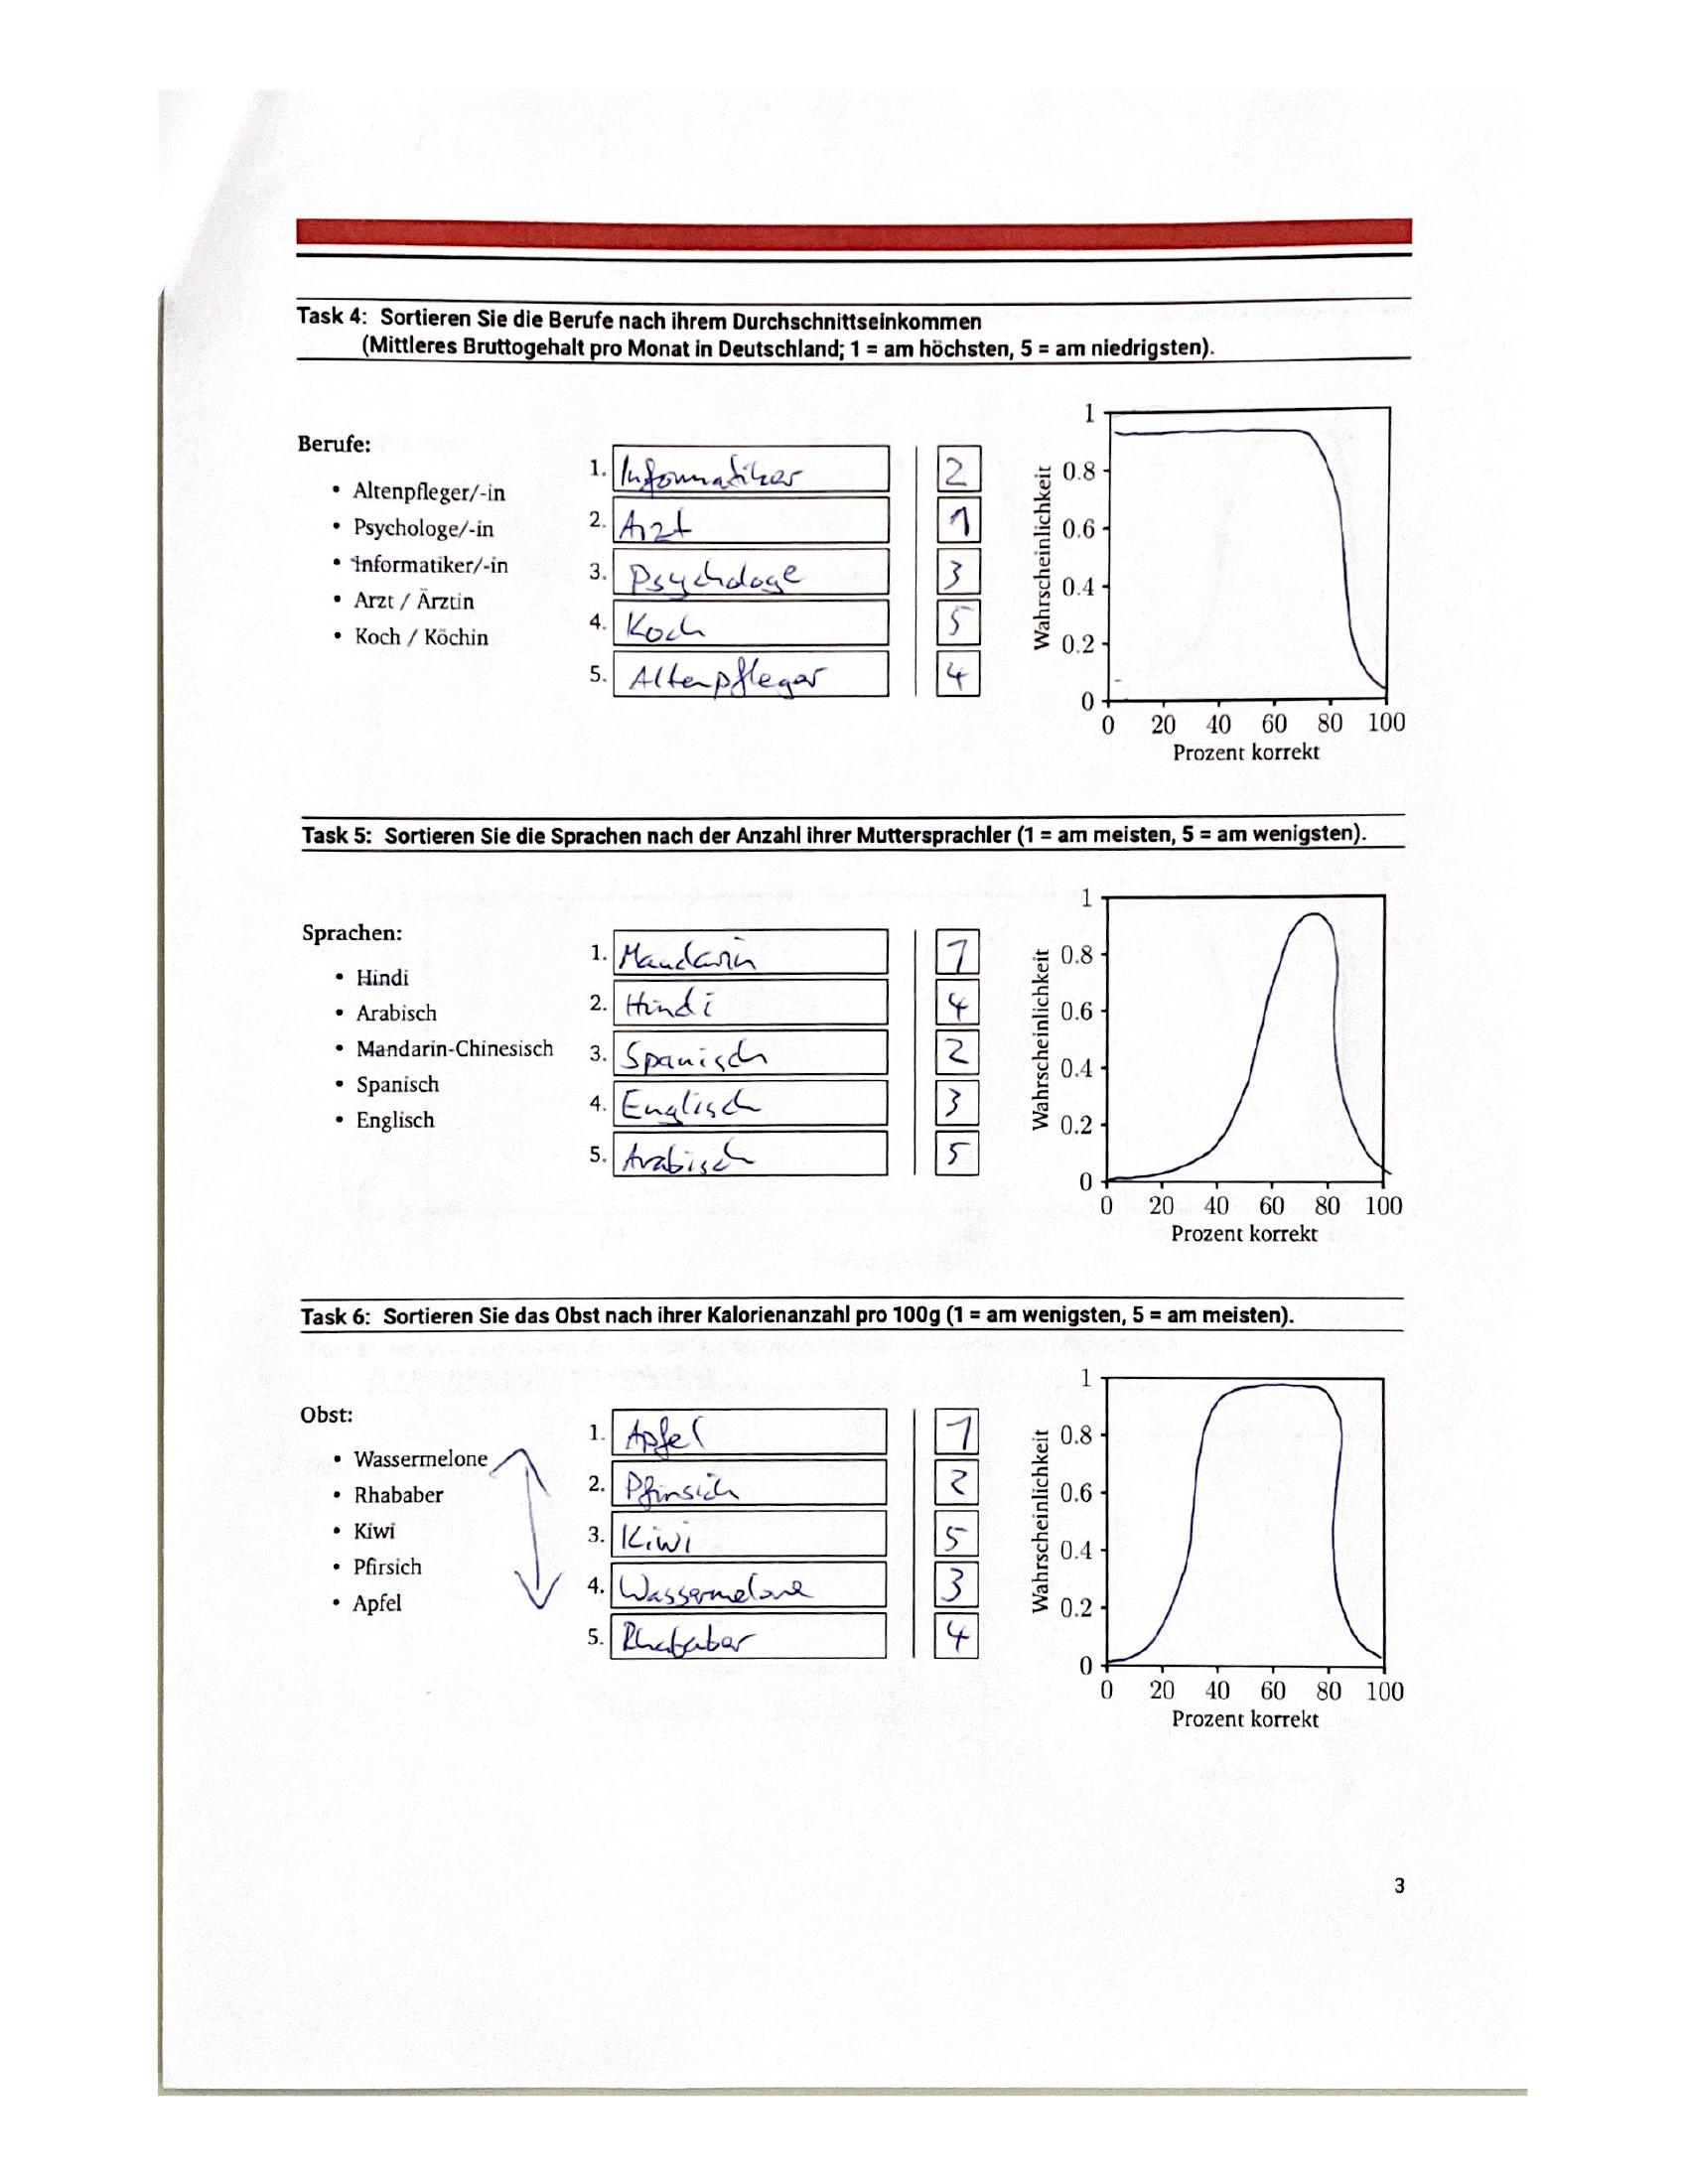 Task 4: Sortieren Sie die Berufe nach ihrem Durchschnittseinkommen
(Mittleres Bruttogehalt pro Monat in Deutschland; 1 = am höchsten, 5 = am niedrigsten).
Berufe:
• Altenpfleger/-in
• Psychologe/-in
• Informatiker/-in
• Arzt / Ärztin
• Koch / Köchin
1. Informatiker 2
2. Arzt 1
3. Psychologe 3
4. Koch 5
5. Altenpfleger 4
Wahrscheinlichkeit
1
0.8
0.6
0.4
0.2
0
0 20 40 60 80 100
Prozent korrekt
Task 5: Sortieren Sie die Sprachen nach der Anzahl ihrer Muttersprachler (1 = am meisten, 5 = am wenigsten).
Sprachen:
• Hindi
• Arabisch
• Mandarin-Chinesisch
• Spanisch
• Englisch
1. Mandarin 1
2. Hindi 4
3. Spanisch 2
4. Englisch 3
5. Arabisch 5
Wahrscheinlichkeit
1
0.8
0.6
0.4
0.2
0
0 20 40 60 80 100
Prozent korrekt
Task 6: Sortieren Sie das Obst nach ihrer Kalorienanzahl pro 100g (1 = am wenigsten, 5 = am meisten).
Obst:
• Wassermelone
• Rhababer
• Kiwi
• Pfirsich
• Apfel
1. Apfel 1
2. Pfirsich 2
3. Kiwi 5
4. Wassermelone 3
5. Rhababer 4
Wahrscheinlichkeit
1
0.8
0.6
0.4
0.2
0
0 20 40 60 80 100
Prozent korrekt
3